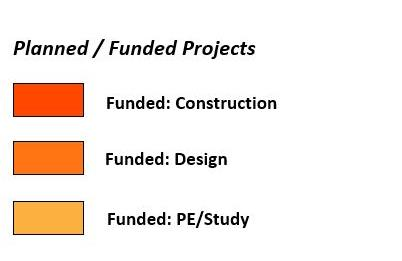 Planned / Funded Projects
Funded: Construction
Funded: Design
Funded: PE/Study